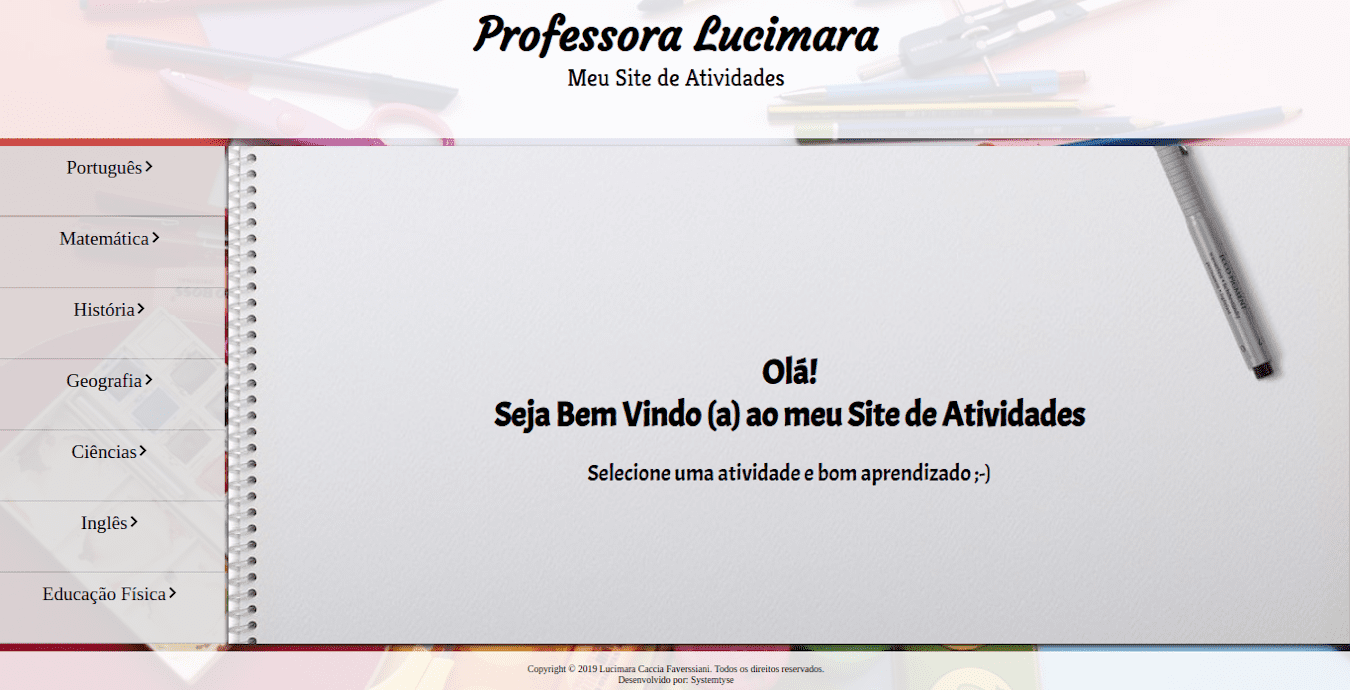 Professora Lucimara
Meu Site de Atividades
Português
Matemática
História
Geografia
Ciências
Inglês
Educação Física
Olá!
Seja Bem Vindo (a) ao meu Site de Atividades
Selecione uma atividade e bom aprendizado ;-)
Copyright © 2019 Lucimara Caccia Faverssiani. Todos os direitos reservados.
Desenvolvido por: Systemtyse